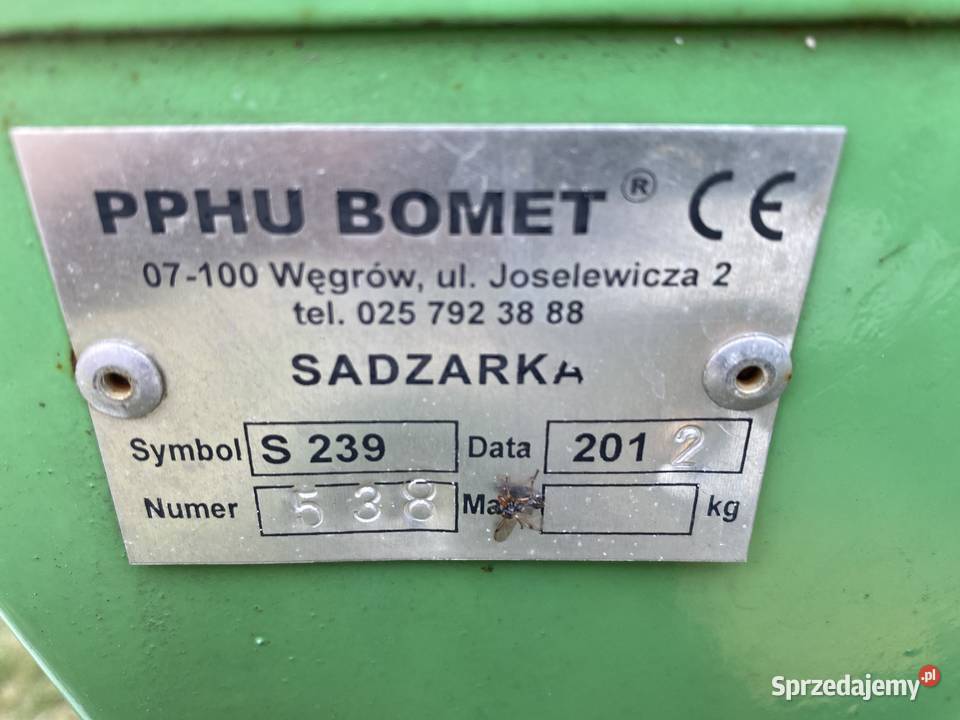 PPHU BOMET ® CE
07-100 Węgrów, ul. Joselewicza 2
tel. 025 792 38 88
SADZARKA
Symbol S 239 Data 2012
Numer 538 Ma kg
Sprzedajemy.pl